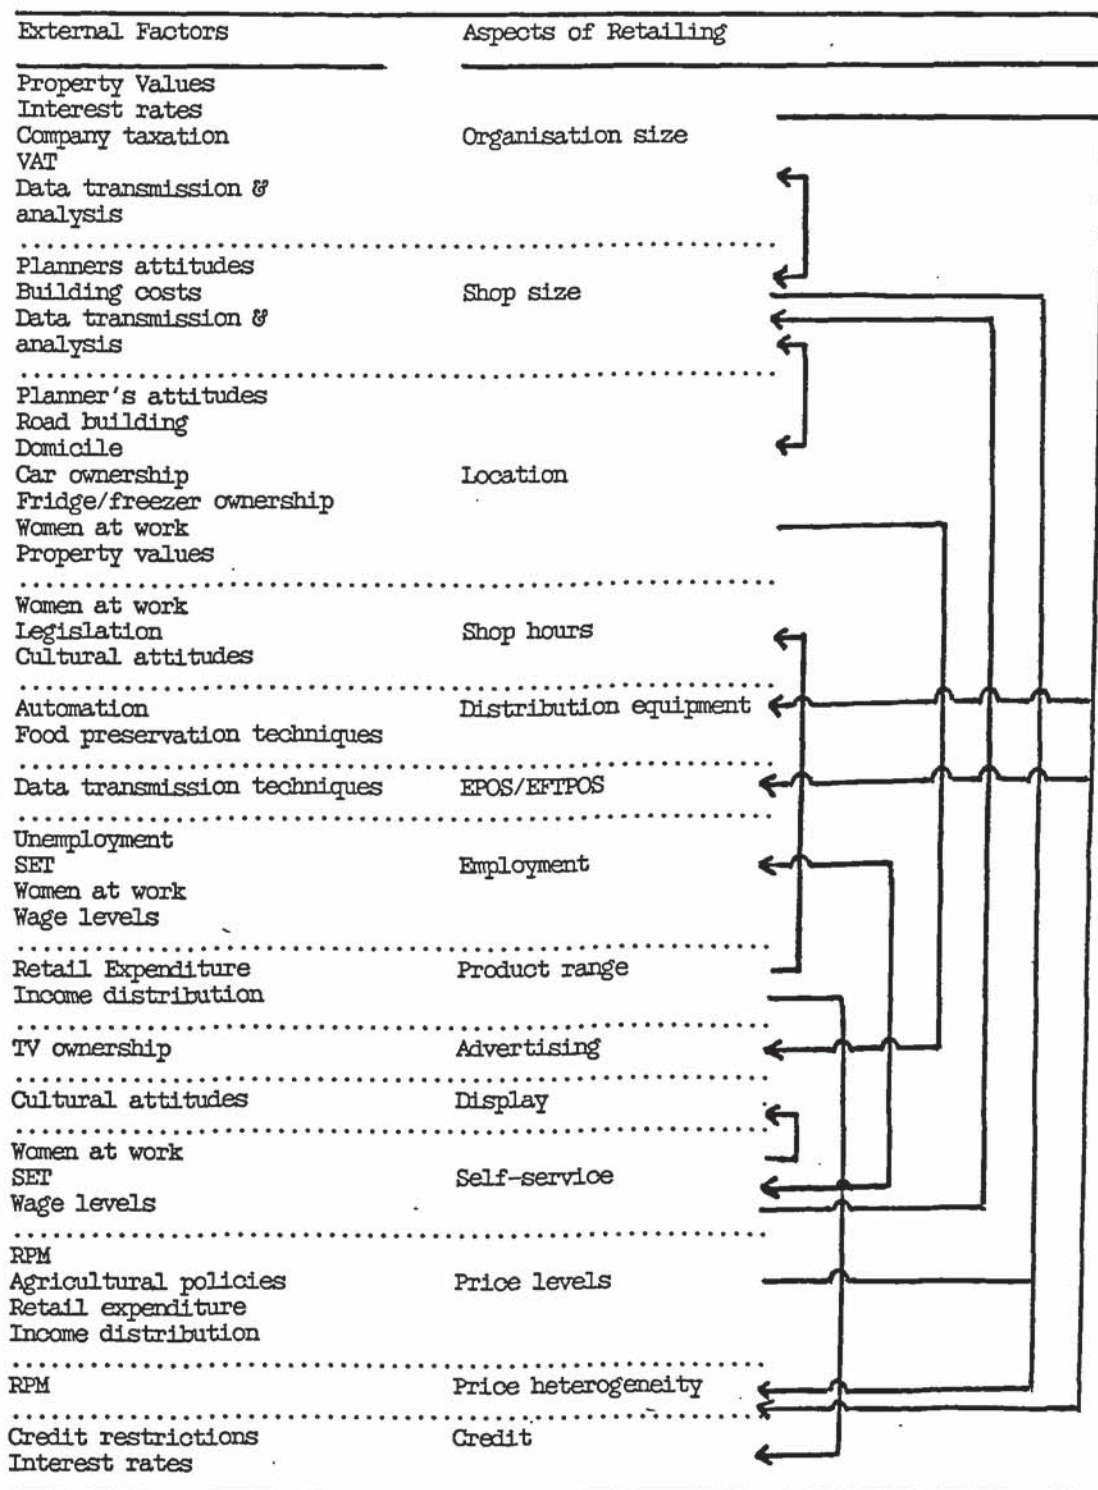 External Factors Aspects of Retailing
Property Values
Interest rates
Company taxation Organisation size
VAT
Data transmission &
analysis
Planners attitudes
Building costs Shop size
Data transmission &
analysis
Planner's attitudes
Road building
Domicile
Car ownership Location
Fridge/freezer ownership
Women at work
Property values
Women at work
Legislation Shop hours
Cultural attitudes
Automation Distribution equipment
Food preservation techniques
Data transmission techniques EPOS/EFTPOS
Unemployment
SET Employment
Women at work
Wage levels
Retail Expenditure Product range
Income distribution
TV ownership Advertising
Cultural attitudes Display
Women at work
SET Self-service
Wage levels
RPM
Agricultural policies Price levels
Retail expenditure
Income distribution
RPM Price heterogeneity
Credit restrictions Credit
Interest rates